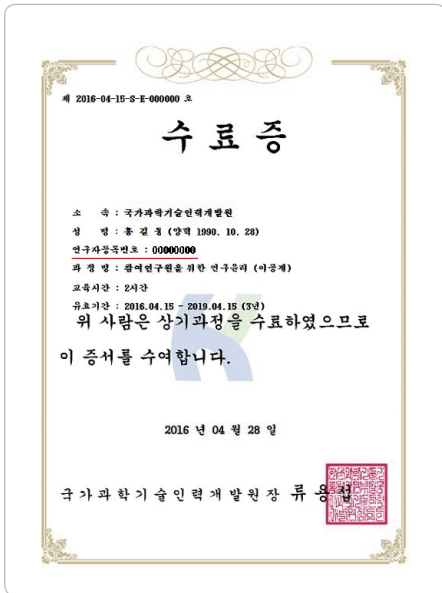 제 2016-04-15-S-E-000000 호
수 료 증
소 속 : 국가과학기술인력개발원
성 명 : 홍 길 동 (양력 1990. 10. 28)
연구자등록번호 : 00000000
과 정 명 : 참여연구원을 위한 연구윤리 (이공계)
교육시간 : 2시간
유효기간 : 2016.04.15 - 2019.04.15 (3년)
위 사람은 상기과정을 수료하였으므로
이 증서를 수여합니다.
2016 년 04 월 28 일
국가과학기술인력개발원장 류 용 섭